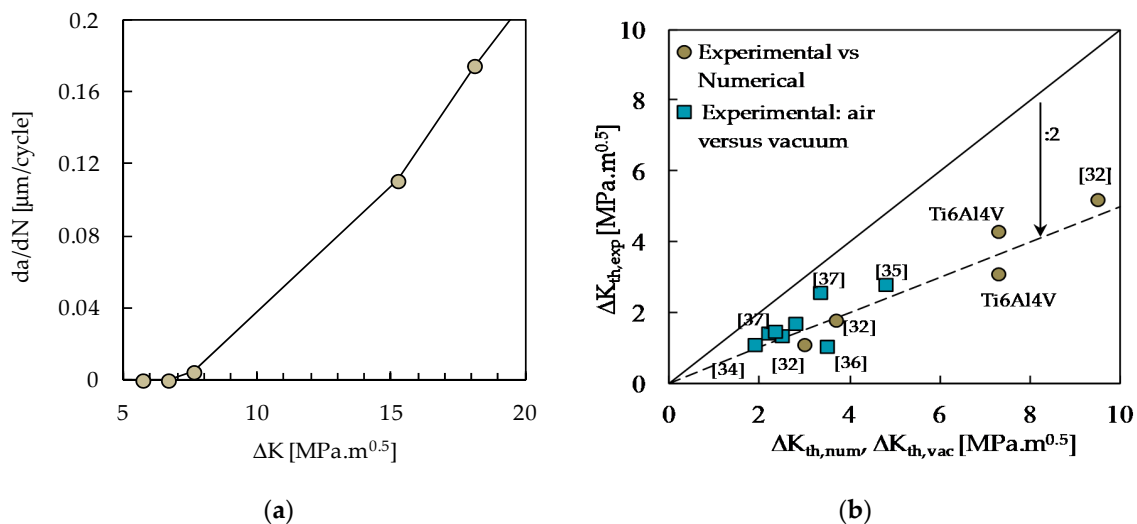 0.2
0.16
0.12
0.08
0.04
0
5
10
15
20
da/dN [µm/cycle]
ΔK [MPa.m0.5]
(a)
10
8
6
4
2
0
0
2
4
6
8
10
ΔKth,exp [MPa.m0.5]
ΔKth,num, ΔKth,vac [MPa.m0.5]
Experimental vs
Numerical
Experimental: air
versus vacuum
:2
[32]
Ti6Al4V
[37]
[35]
Ti6Al4V
[37]
[32]
[34]
[32]
[36]
(b)